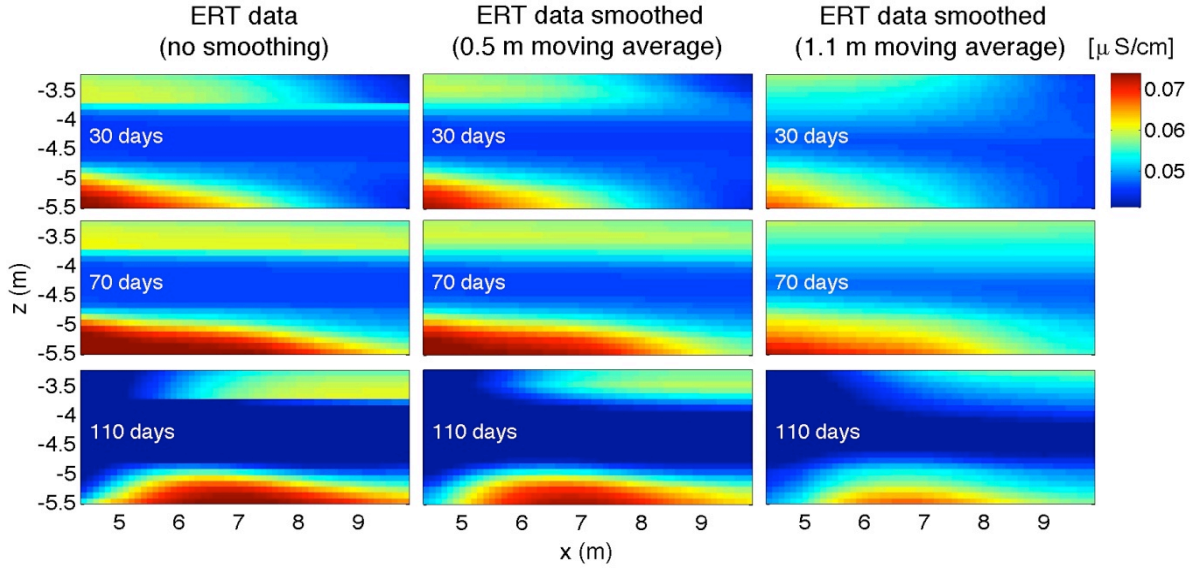 ERT data
(no smoothing)
ERT data smoothed
(0.5 m moving average)
ERT data smoothed
(1.1 m moving average)
[μ S/cm]
0.07
0.06
0.05
z (m)
-3.5
-4
-4.5
-5
-5.5
30 days
30 days
30 days
-3.5
-4
-4.5
-5
-5.5
70 days
70 days
70 days
-3.5
-4
-4.5
-5
-5.5
110 days
110 days
110 days
5 6 7 8 9
5 6 7 8 9
5 6 7 8 9
x (m)